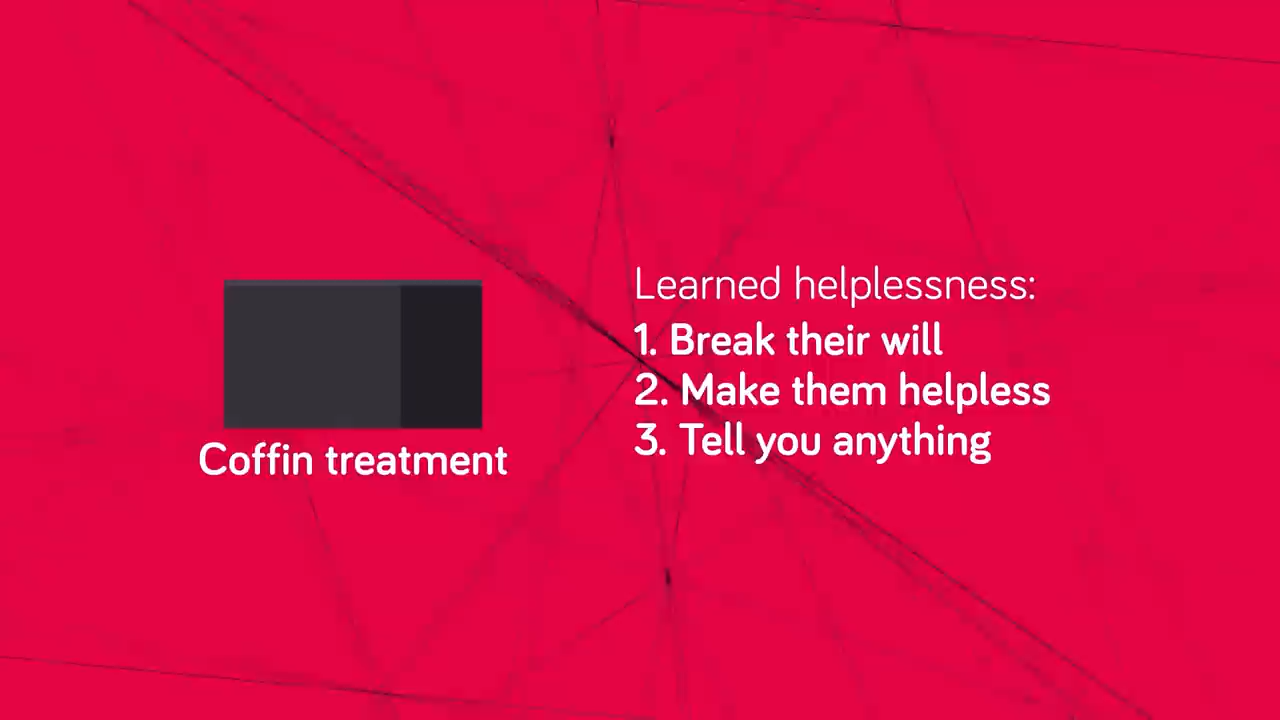 Learned helplessness:
1. Break their will
2. Make them helpless
3. Tell you anything
Coffin treatment